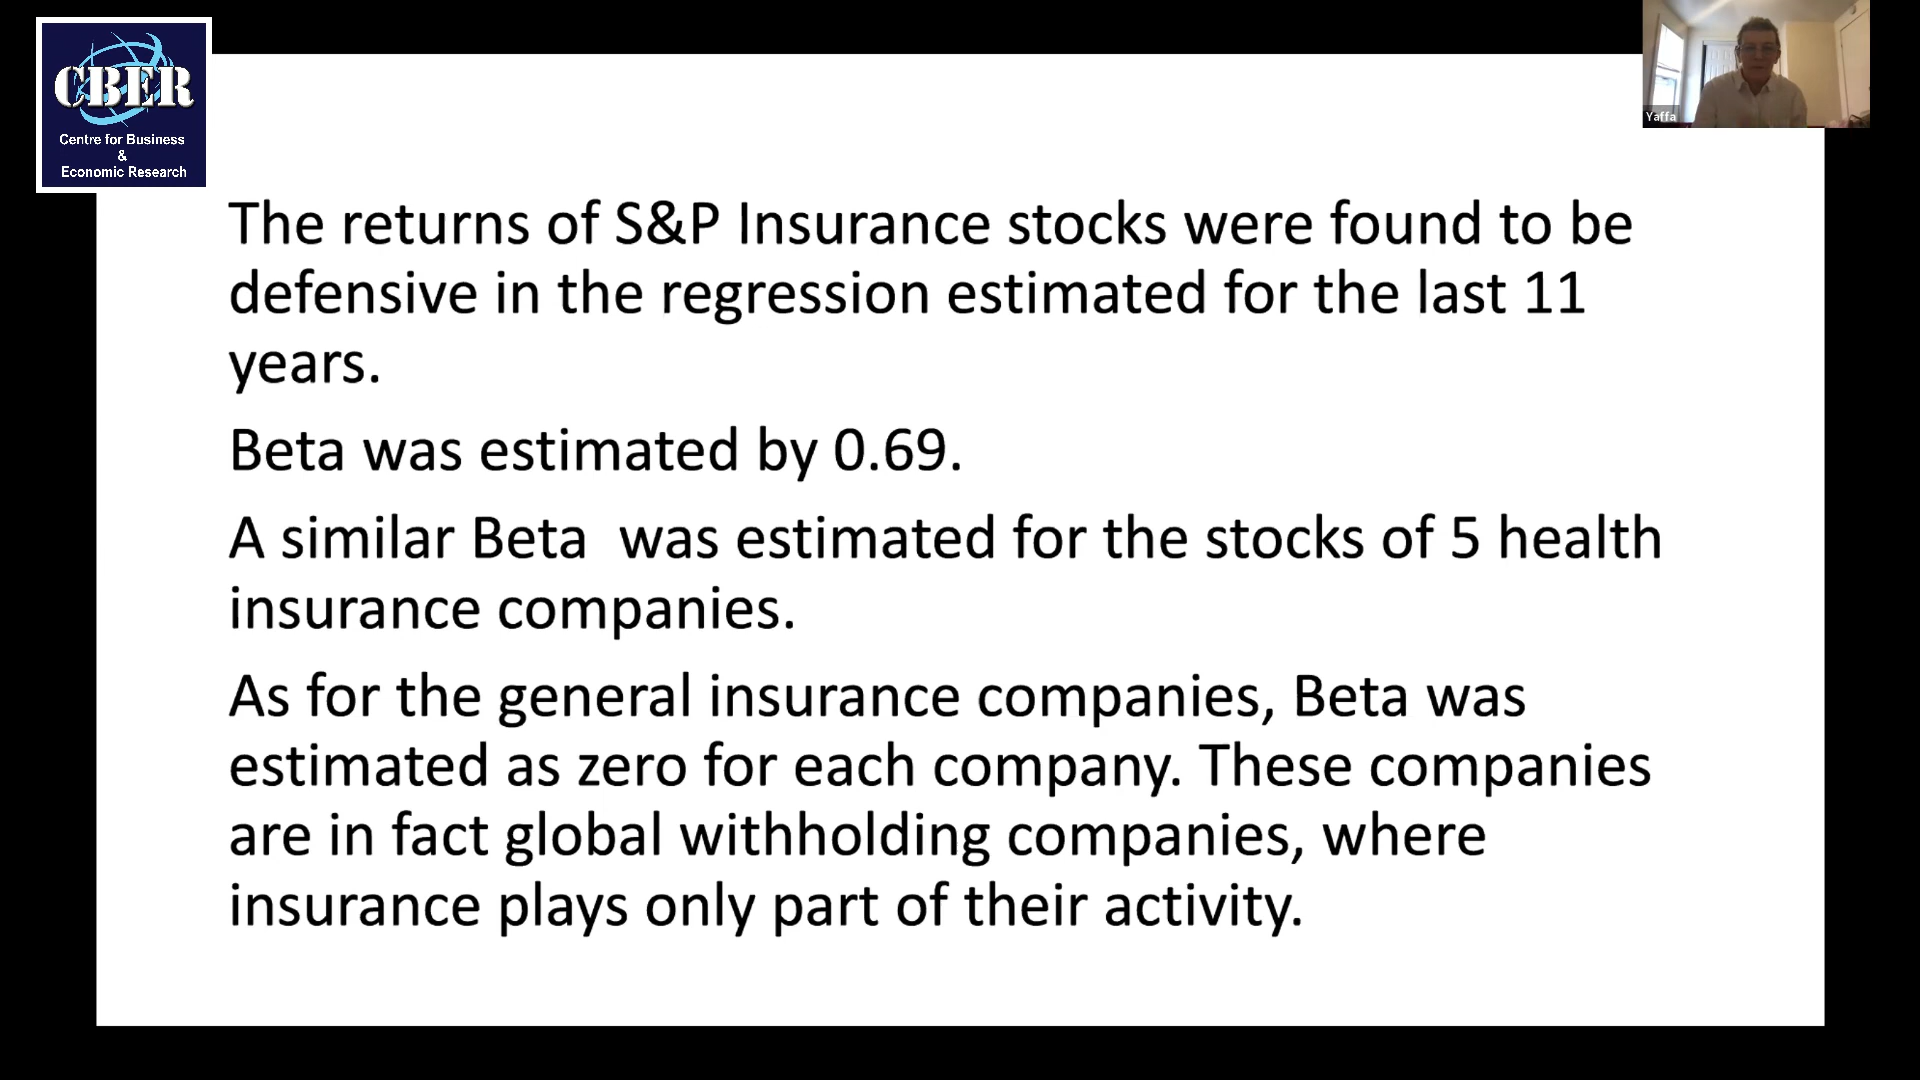 CBER
Centre for Business
&
Economic Research
Yaffa
The returns of S&P Insurance stocks were found to be
defensive in the regression estimated for the last 11
years.
Beta was estimated by 0.69.
A similar Beta  was estimated for the stocks of 5 health
insurance companies.
As for the general insurance companies, Beta was
estimated as zero for each company. These companies
are in fact global withholding companies, where
insurance plays only part of their activity.